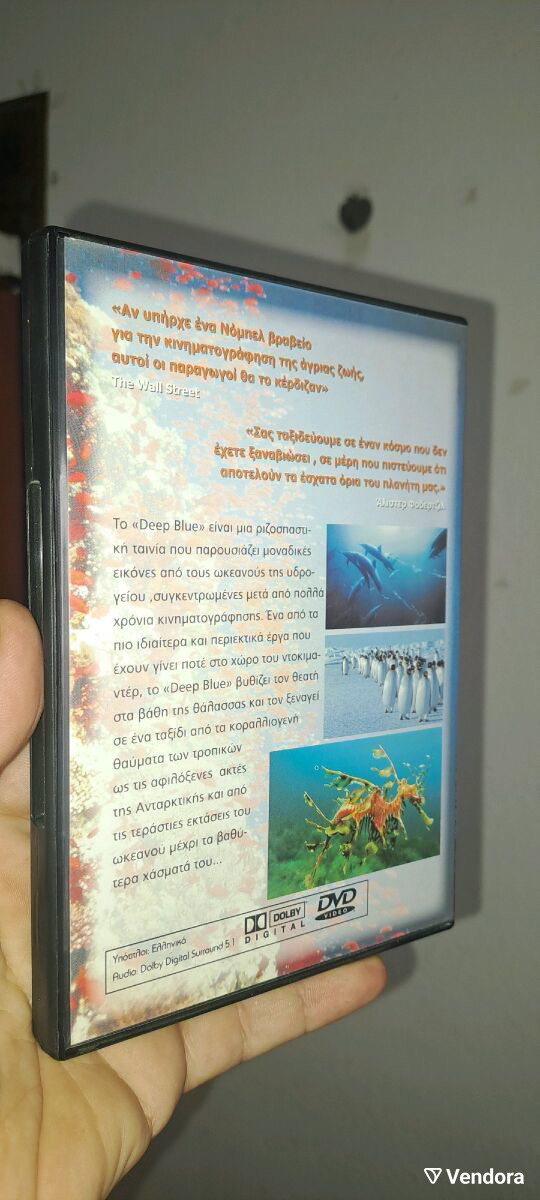 «Αν υπήρχε ένα Νόμπελ βραβείο
για την κινηματογράφηση της άγριας ζωής,
αυτοί οι παραγωγοί θα το κέρδιζαν»
The Wall Street
«Σας ταξιδεύουμε σε έναν κόσμο που δεν
έχετε ξαναβιώσει , σε μέρη που πιστεύουμε ότι
αποτελούν τα έσχατα όρια του πλανήτη μας.»
Άλιστερ Φοθεργκιλ
Το «Deep Blue» είναι μια ριζοσπαστι-
κή ταινία που παρουσιάζει μοναδικές
εικόνες από τους ωκεανούς της υδρο-
γείου ,συγκεντρωμένες μετά από πολλά
χρόνια κινηματογράφησης. Ένα από τα
πιο ιδιαίτερα και περιεκτικά έργα που
έχουν γίνει ποτέ στο χώρο του ντοκιμα-
ντέρ, το «Deep Blue» βυθίζει τον θεατή
στα βάθη της θάλασσας και τον ξεναγεί
σε ένα ταξίδι από τα κοραλλιογενή
θαύματα των τροπικών
ως τις αφιλόξενες ακτές
της Ανταρκτικής και από
τις τεράστιες εκτάσεις του
ωκεανού μέχρι τα βαθύ-
τερα χάσματά του...
Υπότιτλοι: Ελληνικά
Audio: Dolby Digital Surround 5.1
DOLBY
DIGITAL
DVD
VIDEO
Vendora